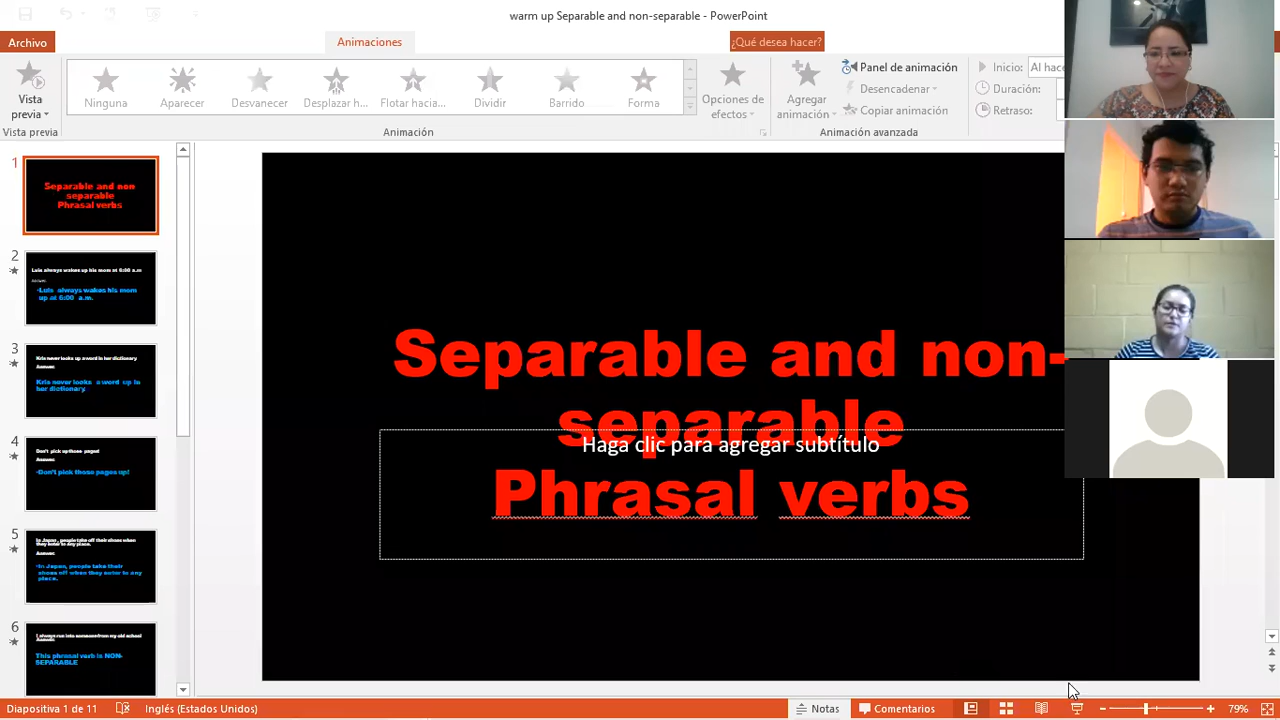 warm up Separable and non-separable - PowerPoint
Archivo
Animaciones
¿Qué desea hacer?
Vista previa
Ninguna
Aparecer
Desvanecer
Desplazar h...
Flotar hacia...
Dividir
Barrido
Forma
Opciones de efectos
Agregar animación
Panel de animación
Desencadenar
Copiar animación
Inicio: Al hace
Duración:
Retraso:
Vista previa
Animación
Animación avanzada
1
Separable and non
separable
Phrasal verbs
2
Luis always wakes up his mom at 6:00 a.m
Answer:
•Luis always wakes his mom
up at 6:00 a.m.
3
Kris never looks up a word in her dictionary
Answer:
Kris never looks a word up in
her dictionary.
4
Don't pick up those pages!
Answer:
•Don't pick those pages up!
5
In Japan, people take off their shoes when
they enter to any place.
Answer:
•In Japan, people take their
shoes off when they enter to any
place.
6
I always run into someone from my old school
Answer:
This phrasal verb is NON-
SEPARABLE
Separable and non-
separable
Haga clic para agregar subtítulo
Phrasal verbs
Diapositiva 1 de 11
Inglés (Estados Unidos)
Notas
Comentarios
79%